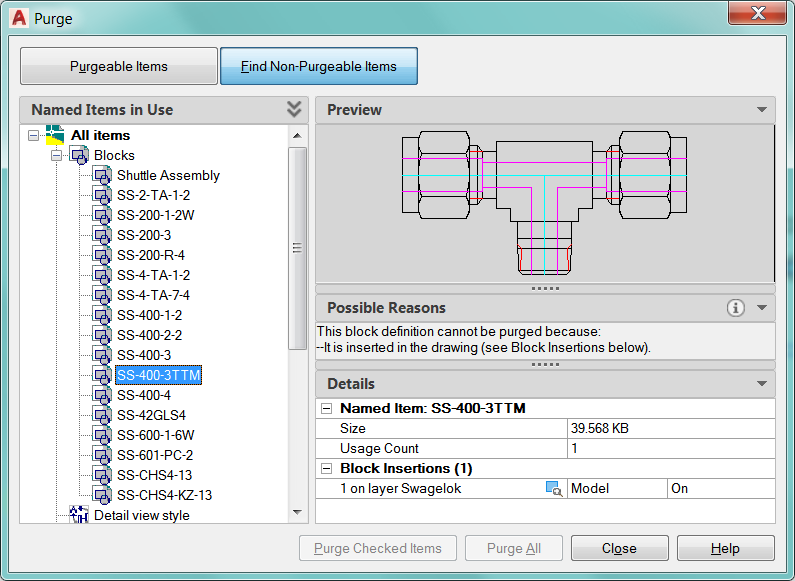 Purge
Purgeable Items
Find Non-Purgeable Items
Named Items in Use
All items
Blocks
Shuttle Assembly
SS-2-TA-1-2
SS-200-1-2W
SS-200-3
SS-200-R-4
SS-4-TA-1-2
SS-4-TA-7-4
SS-400-1-2
SS-400-2-2
SS-400-3
SS-400-3TTM
SS-400-4
SS-42GLS4
SS-600-1-6W
SS-601-PC-2
SS-CHS4-13
SS-CHS4-KZ-13
Detail view style
Preview
Possible Reasons
This block definition cannot be purged because:
--It is inserted in the drawing (see Block Insertions below).
Details
Named Item: SS-400-3TTM
Size 39.568 KB
Usage Count 1
Block Insertions (1)
1 on layer Swagelok Model On
Purge Checked Items Purge All Close Help